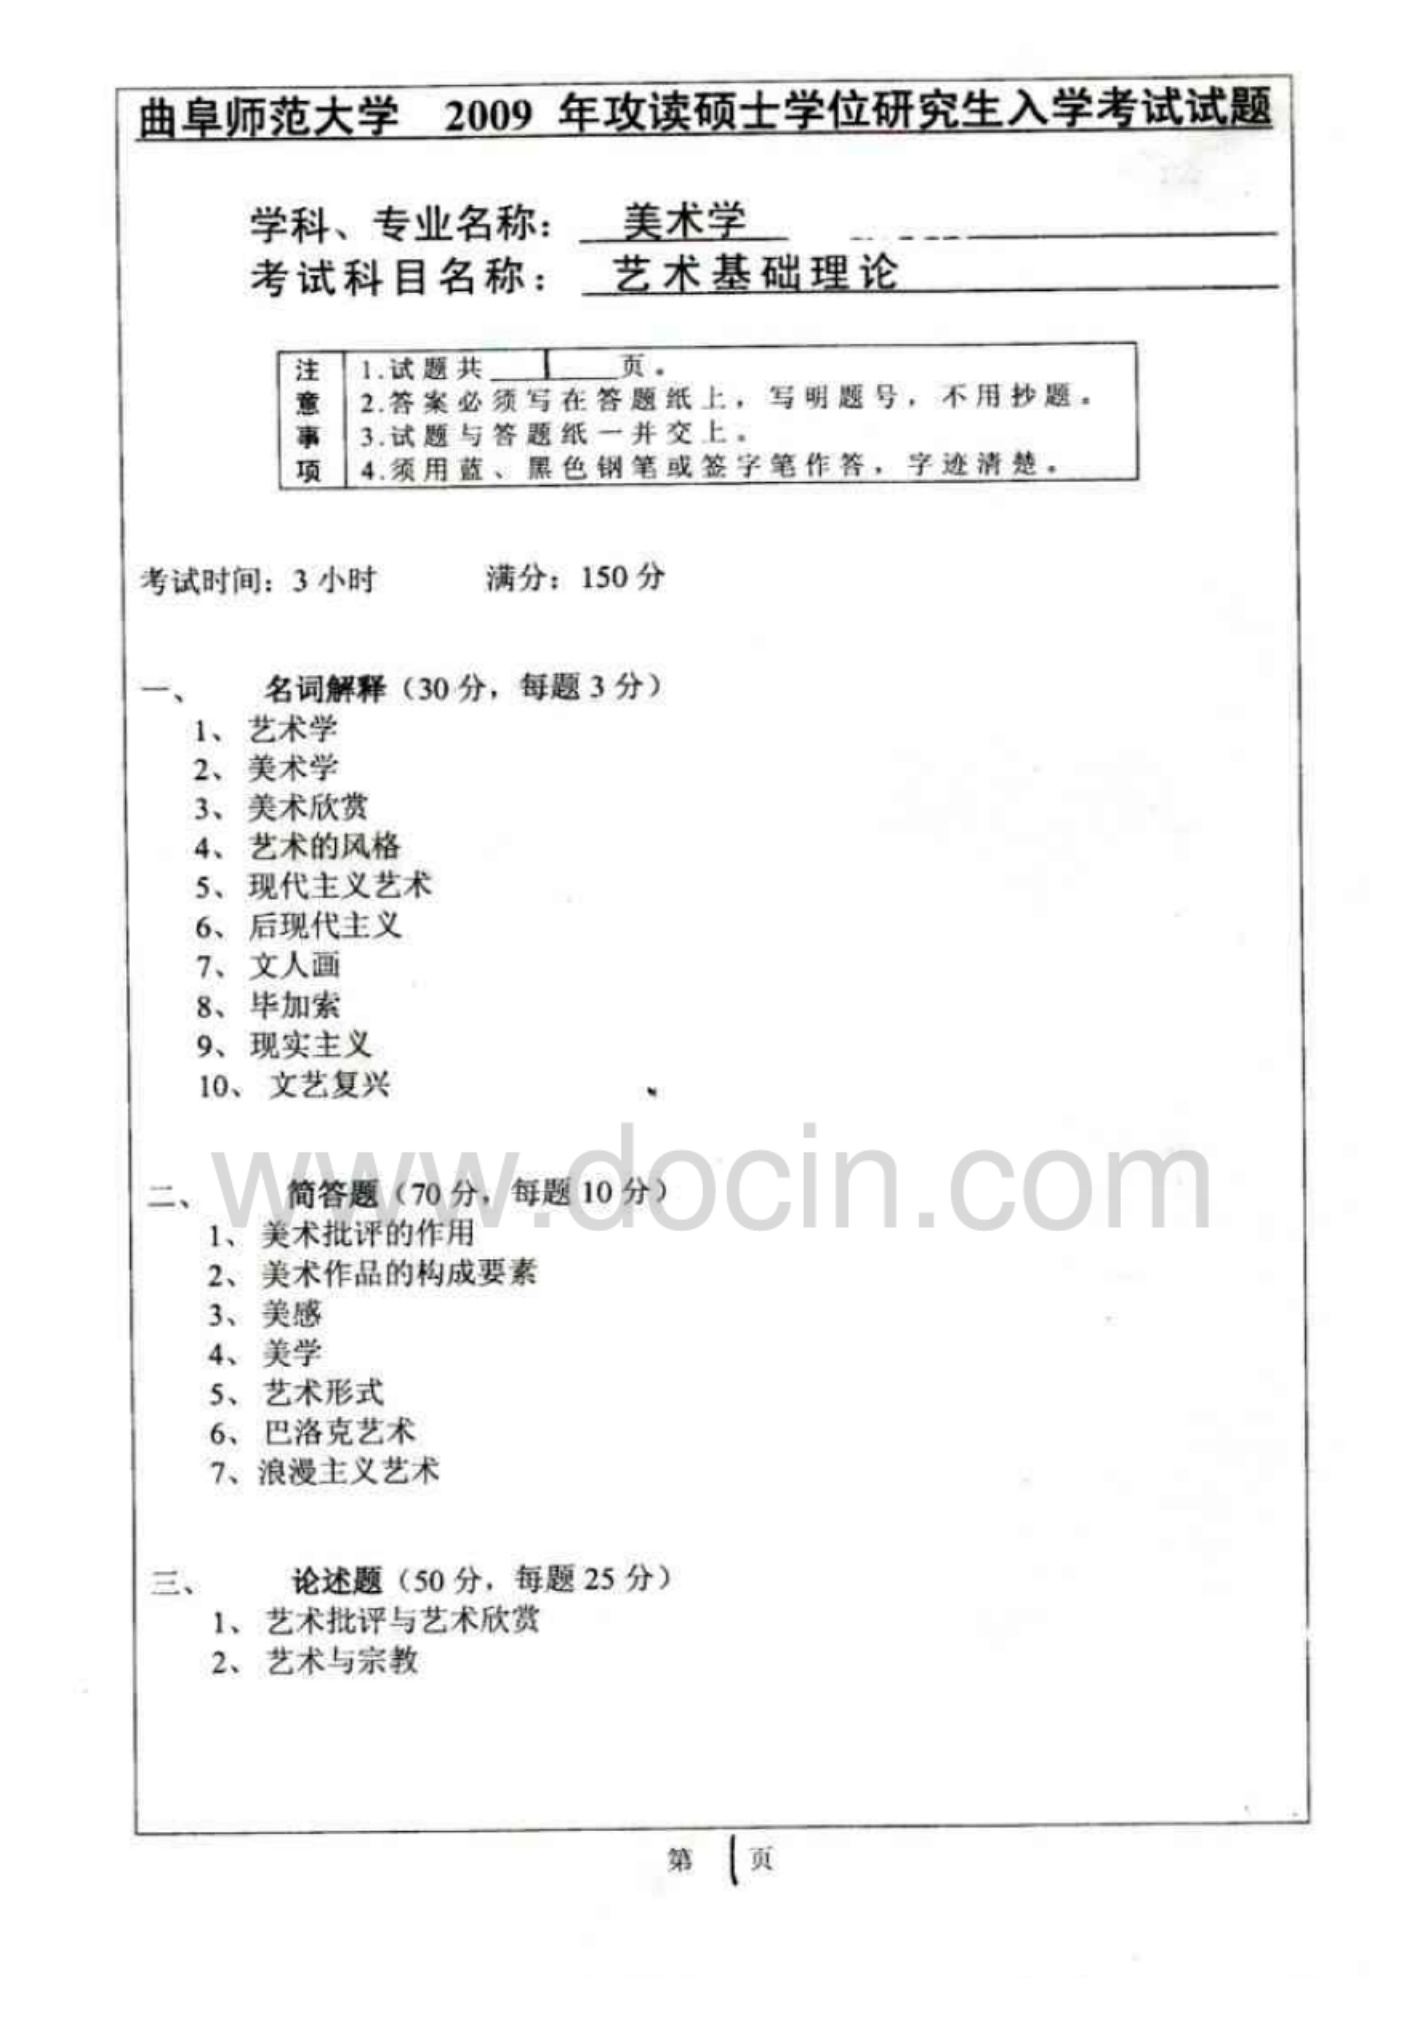 曲阜师范大学 2009 年攻读硕士学位研究生入学考试试题
学科、专业名称： 美术学
考试科目名称： 艺术基础理论
注意事项
1.试题共 1 页。
2.答案必须写在答题纸上，写明题号，不用抄题。
3.试题与答题纸一并交上。
4.须用蓝、黑色钢笔或签字笔作答，字迹清楚。
考试时间：3 小时 满分：150 分
一、 名词解释（30 分，每题 3 分）
1、 艺术学
2、 美术学
3、 美术欣赏
4、 艺术的风格
5、 现代主义艺术
6、 后现代主义
7、 文人画
8、 毕加索
9、 现实主义
10、 文艺复兴
www.docin.com
二、 简答题（70 分，每题 10 分）
1、 美术批评的作用
2、 美术作品的构成要素
3、 美感
4、 美学
5、 艺术形式
6、 巴洛克艺术
7、浪漫主义艺术
三、 论述题（50 分，每题 25 分）
1、 艺术批评与艺术欣赏
2、 艺术与宗教
第 1 页